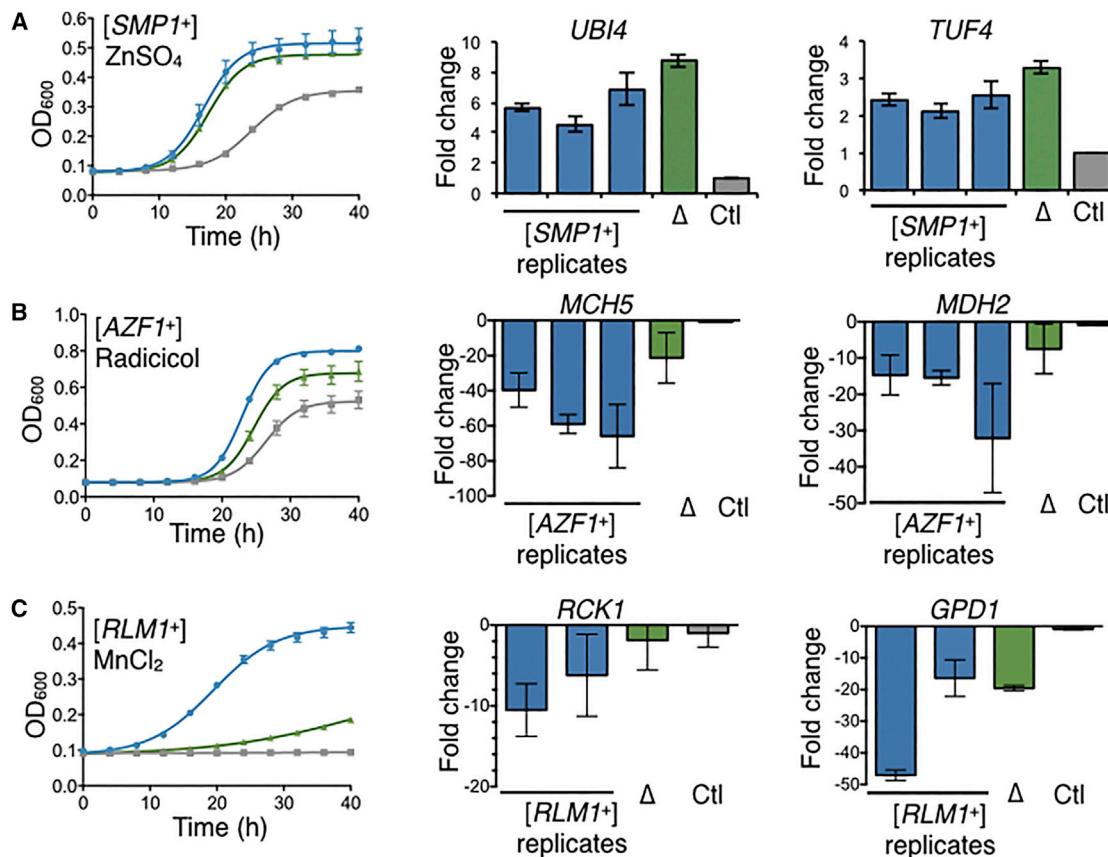 A
[SMP1+]
ZnSO4
OD600
0.6
0.5
0.3
0.2
0.1
0.0
0
10
20
30
40
Time (h)
UBI4
Fold change
10
8
6
4
2
0
[SMP1+]
replicates
Δ
Ctl
TUF4
Fold change
4
3
2
1
0
[SMP1+]
replicates
Δ
Ctl
B
[AZF1+]
Radicicol
OD600
1.0
0.8
0.6
0.4
0.2
0.0
0
10
20
30
40
Time (h)
MCH5
Fold change
0
-20
-40
-60
-80
-100
[AZF1+]
replicates
Δ
Ctl
MDH2
Fold change
0
-10
-20
-30
-40
-50
[AZF1+]
replicates
Δ
Ctl
C
[RLM1+]
MnCl2
OD600
0.5
0.4
0.2
0.1
0.0
0
10
20
30
40
Time (h)
RCK1
Fold change
0
-10
-20
[RLM1+]
replicates
Δ
Ctl
GPD1
Fold change
0
-10
-20
-30
-40
-50
[RLM1+]
replicates
Δ
Ctl